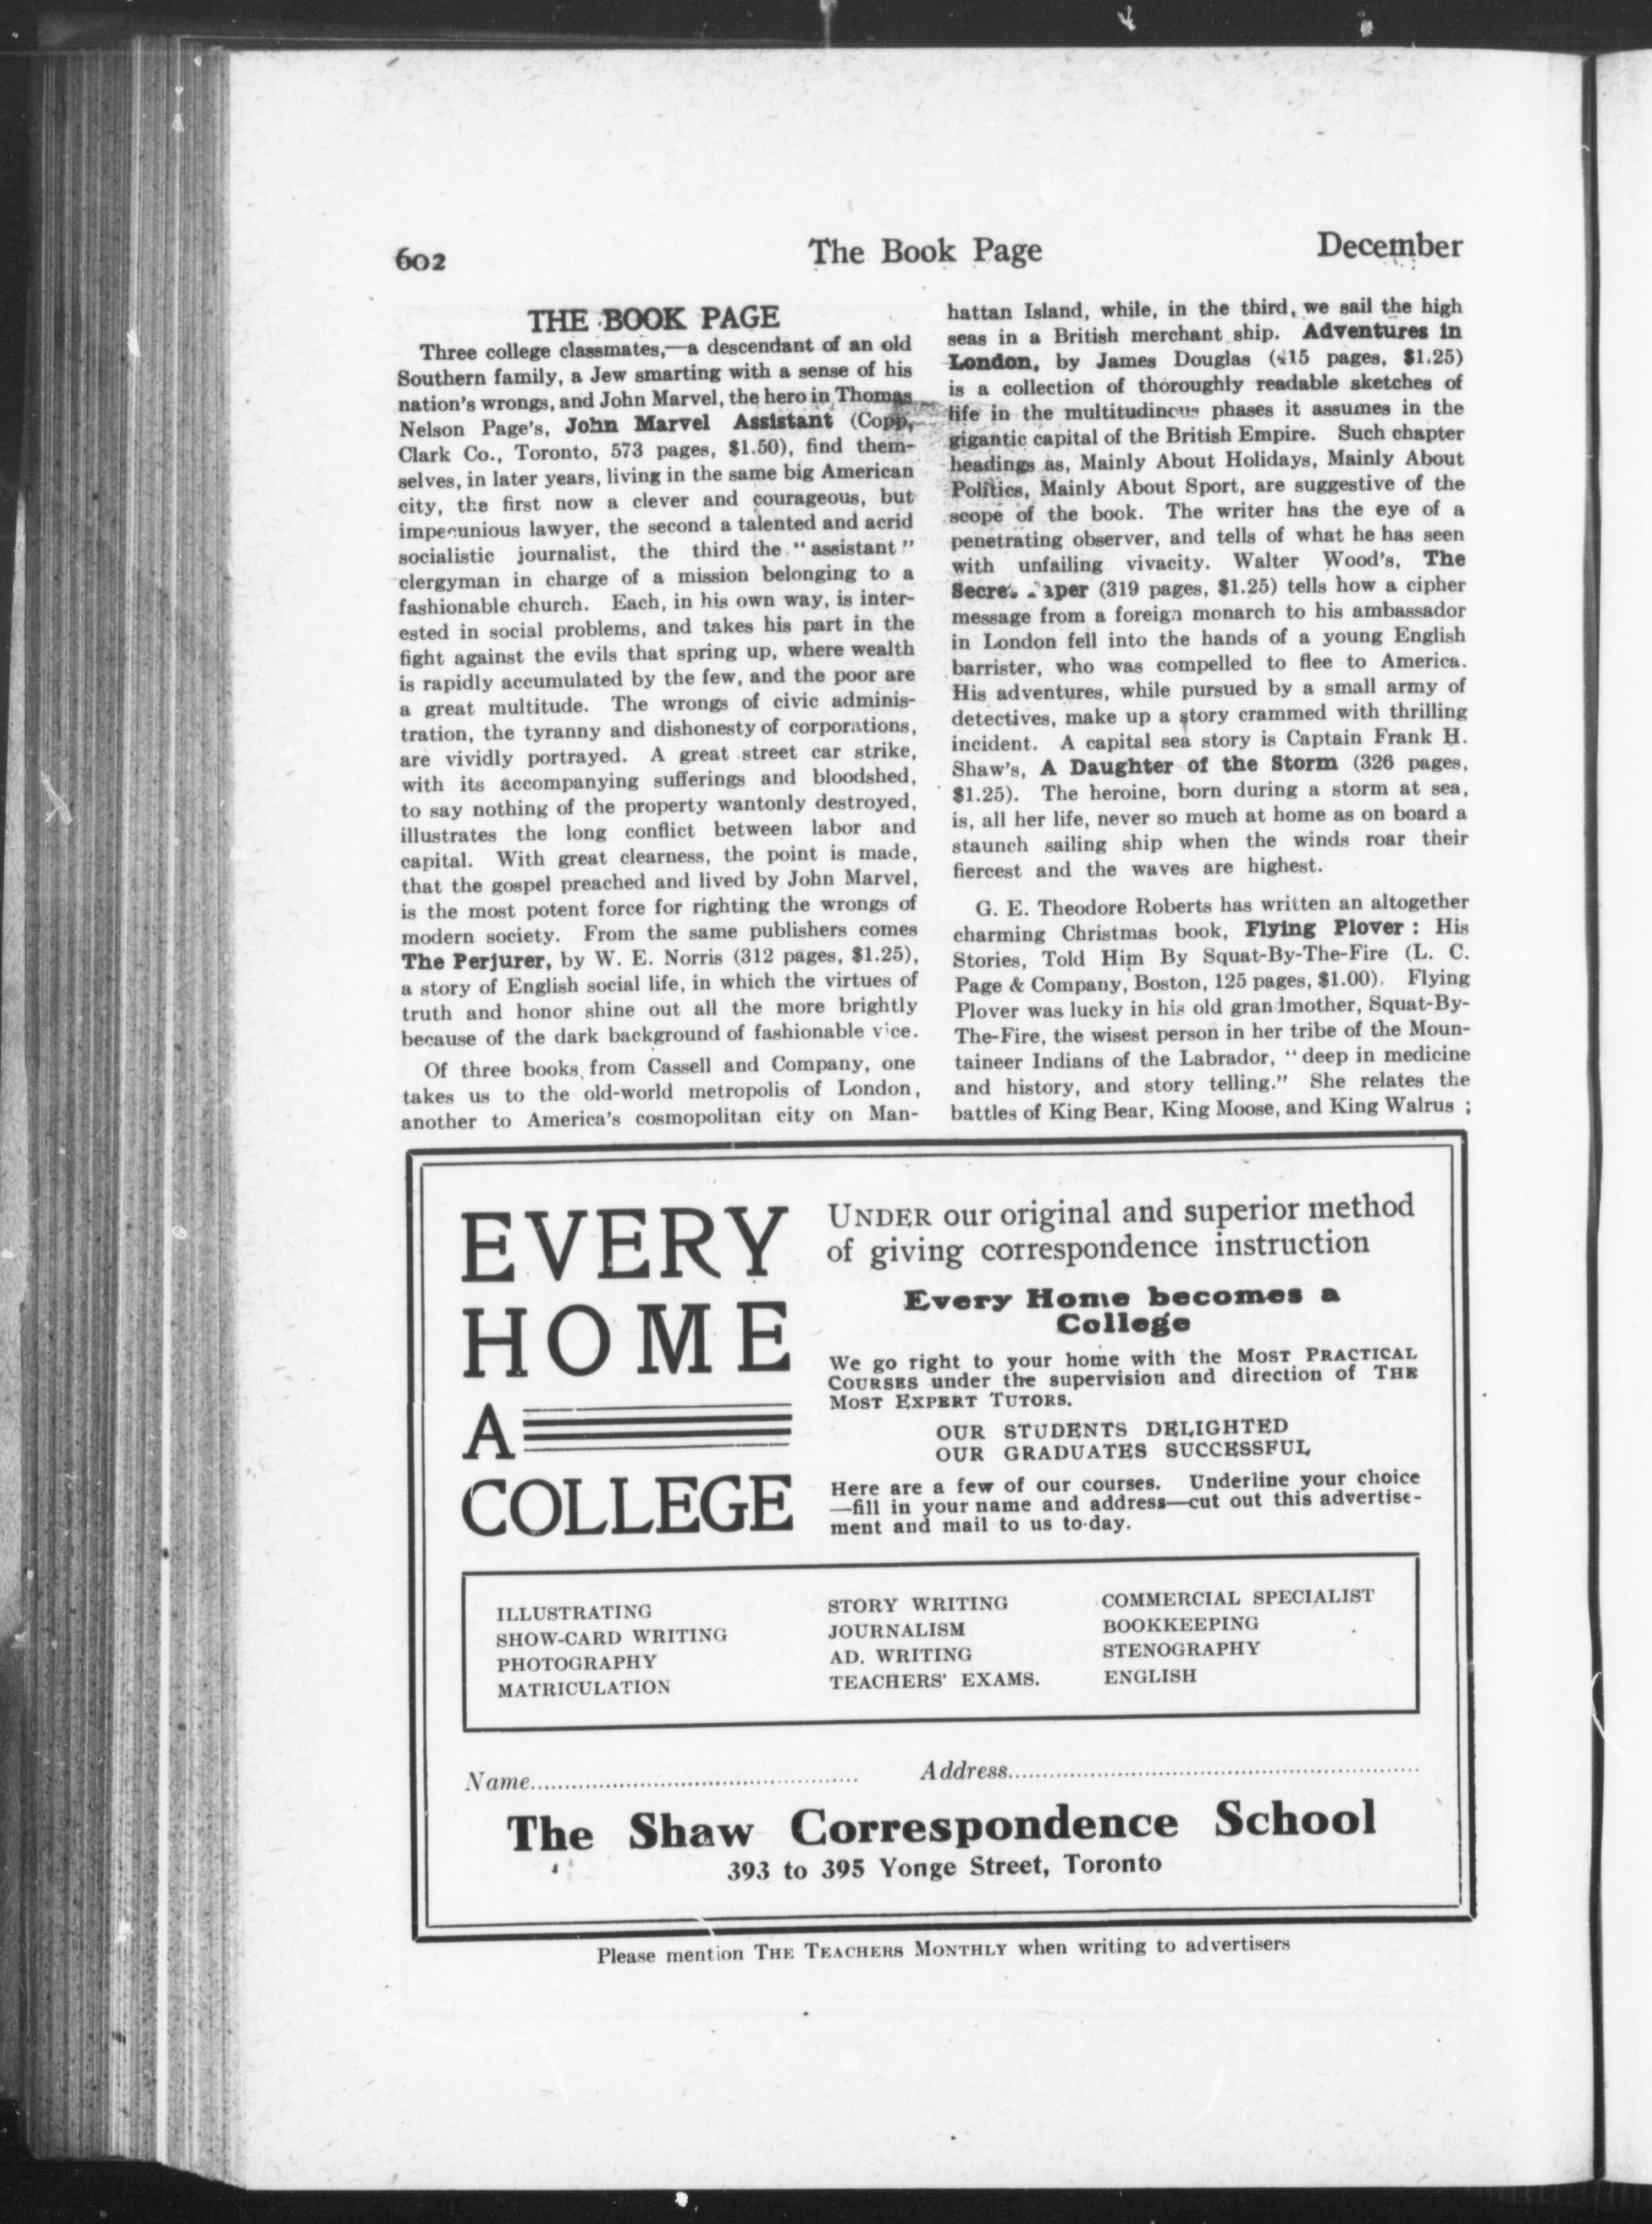 602
The Book Page
December
THE BOOK PAGE
Three college classmates,—a descendant of an old
Southern family, a Jew smarting with a sense of his
nation's wrongs, and John Marvel, the hero in Thomas
Nelson Page's, John Marvel Assistant (Copp,
Clark Co., Toronto, 573 pages, $1.50), find them-
selves, in later years, living in the same big American
city, the first now a clever and courageous, but
impecunious lawyer, the second a talented and acrid
socialistic journalist, the third the "assistant"
clergyman in charge of a mission belonging to a
fashionable church. Each, in his own way, is inter-
ested in social problems, and takes his part in the
fight against the evils that spring up, where wealth
is rapidly accumulated by the few, and the poor are
a great multitude. The wrongs of civic adminis-
tration, the tyranny and dishonesty of corporations,
are vividly portrayed. A great street car strike,
with its accompanying sufferings and bloodshed,
to say nothing of the property wantonly destroyed,
illustrates the long conflict between labor and
capital. With great clearness, the point is made,
that the gospel preached and lived by John Marvel,
is the most potent force for righting the wrongs of
modern society. From the same publishers comes
The Perjurer, by W. E. Norris (312 pages, $1.25),
a story of English social life, in which the virtues of
truth and honor shine out all the more brightly
because of the dark background of fashionable vice.
Of three books from Cassell and Company, one
takes us to the old-world metropolis of London,
another to America's cosmopolitan city on Man-
hattan Island, while, in the third, we sail the high
seas in a British merchant ship. Adventures in
London, by James Douglas (415 pages, $1.25)
is a collection of thoroughly readable sketches of
life in the multitudinous phases it assumes in the
gigantic capital of the British Empire. Such chapter
headings as, Mainly About Holidays, Mainly About
Politics, Mainly About Sport, are suggestive of the
scope of the book. The writer has the eye of a
penetrating observer, and tells of what he has seen
with unfailing vivacity. Walter Wood's, The
Secret Paper (319 pages, $1.25) tells how a cipher
message from a foreign monarch to his ambassador
in London fell into the hands of a young English
barrister, who was compelled to flee to America.
His adventures, while pursued by a small army of
detectives, make up a story crammed with thrilling
incident. A capital sea story is Captain Frank H.
Shaw's, A Daughter of the Storm (326 pages,
$1.25). The heroine, born during a storm at sea,
is, all her life, never so much at home as on board a
staunch sailing ship when the winds roar their
fiercest and the waves are highest.
G. E. Theodore Roberts has written an altogether
charming Christmas book, Flying Plover : His
Stories, Told Him By Squat-By-The-Fire (L. C.
Page & Company, Boston, 125 pages, $1.00). Flying
Plover was lucky in his old grandmother, Squat-By-
The-Fire, the wisest person in her tribe of the Moun-
taineer Indians of the Labrador, "deep in medicine
and history, and story telling." She relates the
battles of King Bear, King Moose, and King Walrus ;
EVERY
HOME
A
COLLEGE
UNDER our original and superior method
of giving correspondence instruction
Every Home becomes a
College
We go right to your home with the MOST PRACTICAL
COURSES under the supervision and direction of THE
MOST EXPERT TUTORS.
OUR STUDENTS DELIGHTED
OUR GRADUATES SUCCESSFUL
Here are a few of our courses. Underline your choice
—fill in your name and address—cut out this advertise-
ment and mail to us to-day.
ILLUSTRATING
SHOW-CARD WRITING
PHOTOGRAPHY
MATRICULATION
STORY WRITING
JOURNALISM
AD. WRITING
TEACHERS' EXAMS.
COMMERCIAL SPECIALIST
BOOKKEEPING
STENOGRAPHY
ENGLISH
Name................................................ Address............................................................
The Shaw Correspondence School
393 to 395 Yonge Street, Toronto
Please mention THE TEACHERS MONTHLY when writing to advertisers